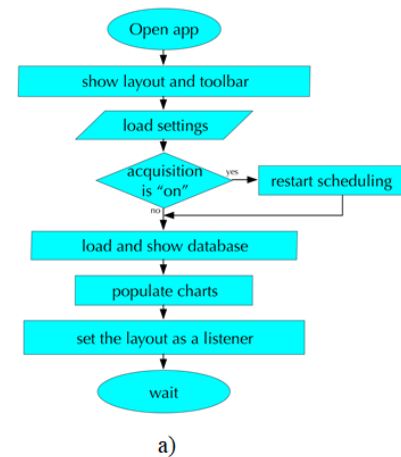 Open app
show layout and toolbar
load settings
acquisition
is "on"
yes
restart scheduling
no
load and show database
populate charts
set the layout as a listener
wait
a)